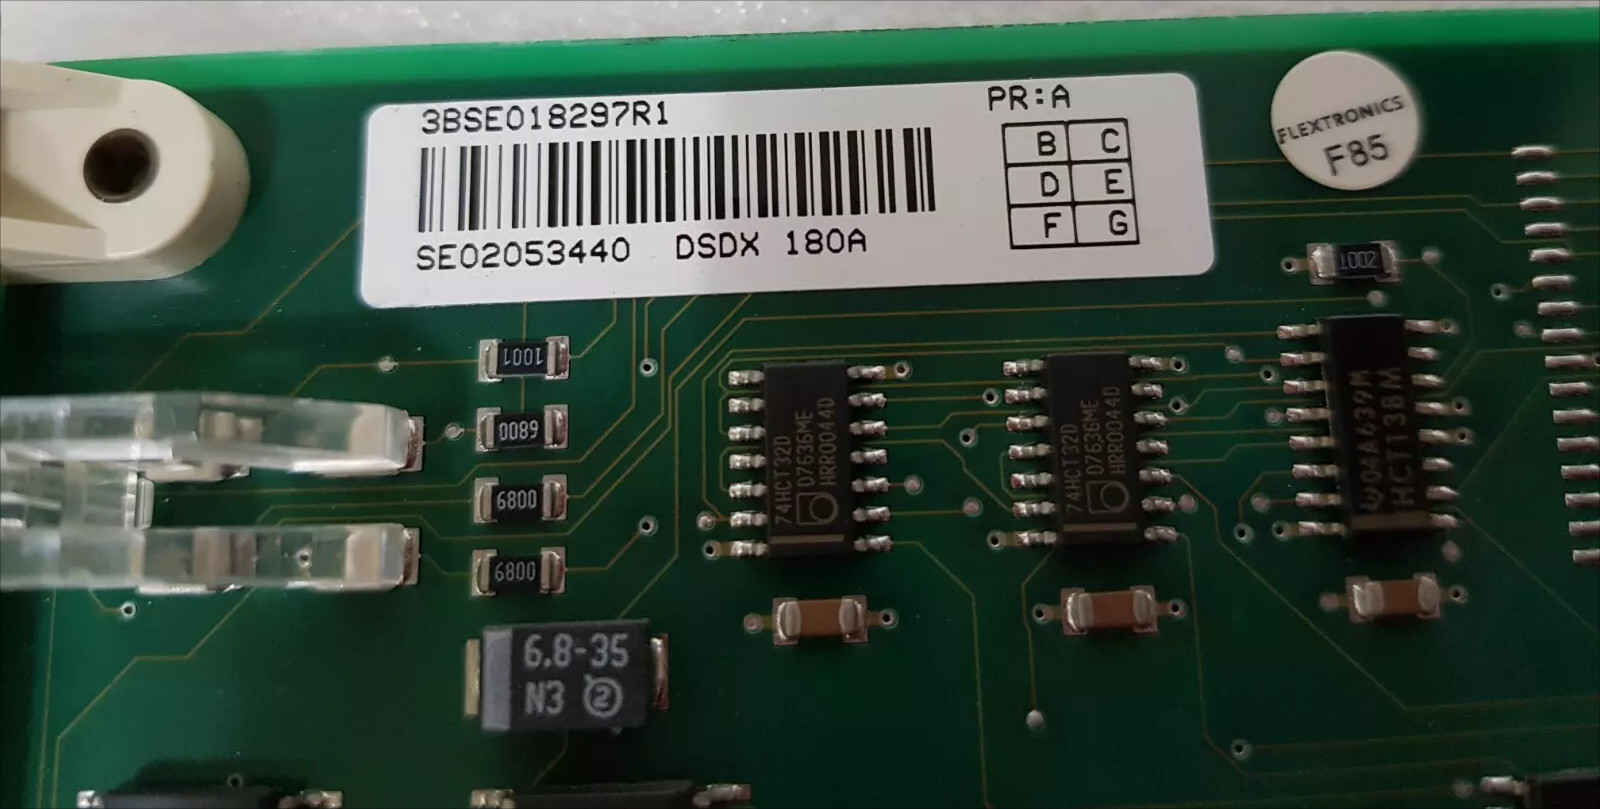 3BSE018297R1
PR:A
B C
D E
F G
SE02053440 DSDX 180A
FLEXTRONICS
F85
1002
1001
6800
6800
6800
74HCT32D
D7636ME
HRR0044D
74HCT32D
D7636ME
HRR0044D
04A639M
HCT138M
6.8-35
N3 2